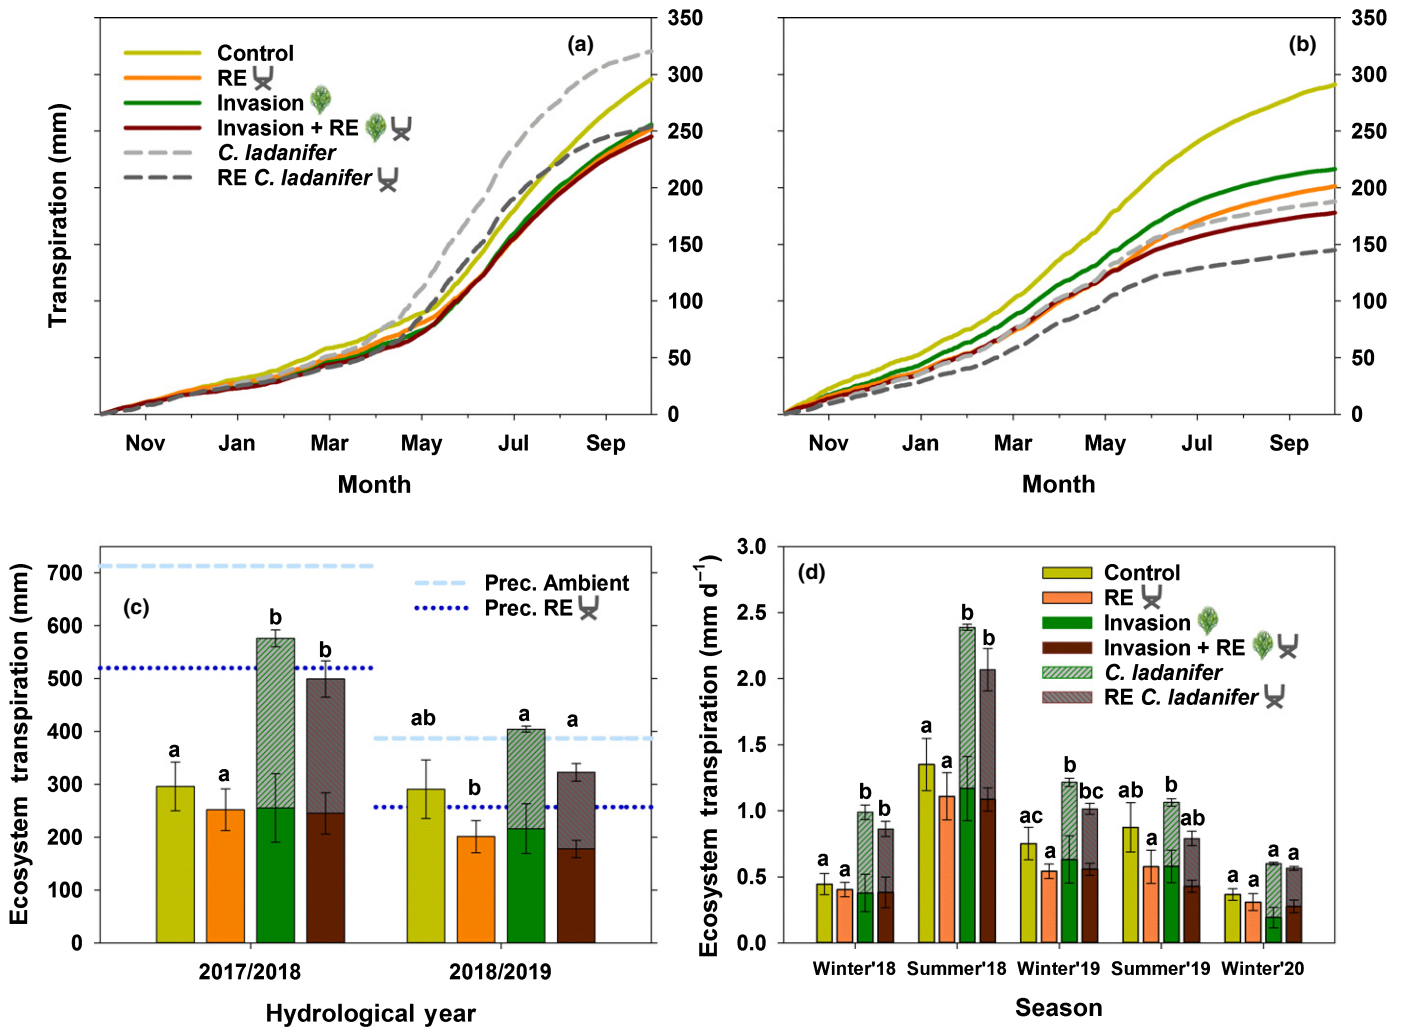 (a)
Control
RE
Invasion
Invasion + RE
C. ladanifer
RE C. ladanifer
Transpiration (mm)
350
300
250
200
150
100
50
0
Nov Jan Mar May Jul Sep
Month
(b)
350
300
250
200
150
100
50
0
Nov Jan Mar May Jul Sep
Month
(c)
Prec. Ambient
Prec. RE
Ecosystem transpiration (mm)
700
600
500
400
300
200
100
0
a a b b
ab b a a
2017/2018 2018/2019
Hydrological year
(d)
Control
RE
Invasion
Invasion + RE
C. ladanifer
RE C. ladanifer
Ecosystem transpiration (mm d−1)
3.0
2.5
2.0
1.5
1.0
0.5
0.0
a a b b
a a b b
ac a b bc
ab a b ab
a a a a
Winter'18 Summer'18 Winter'19 Summer'19 Winter'20
Season